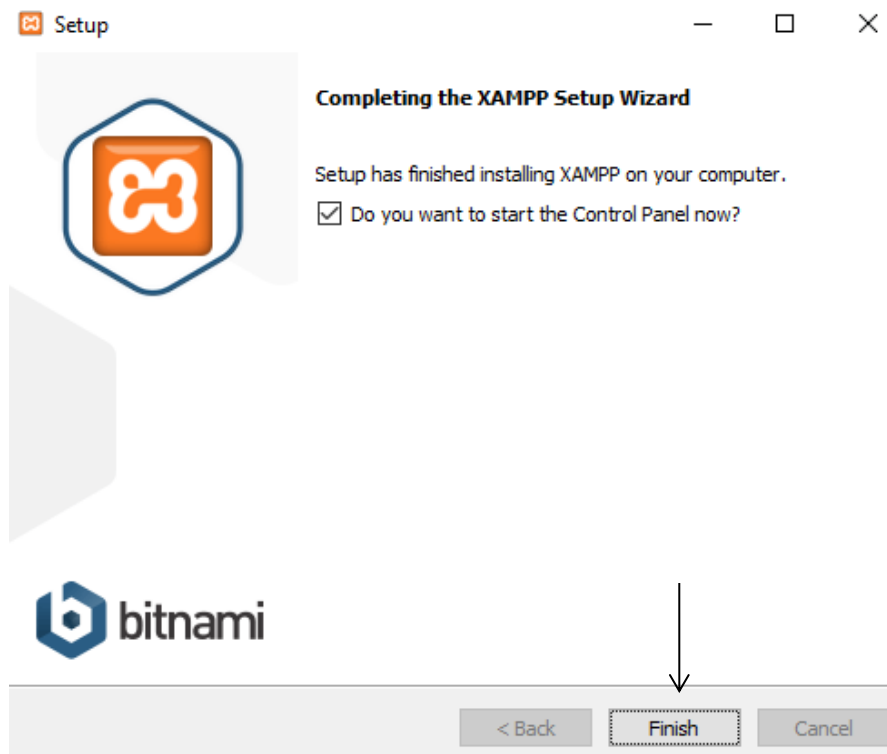 Setup
Completing the XAMPP Setup Wizard
Setup has finished installing XAMPP on your computer.
Do you want to start the Control Panel now?
bitnami
< Back
Finish
Cancel